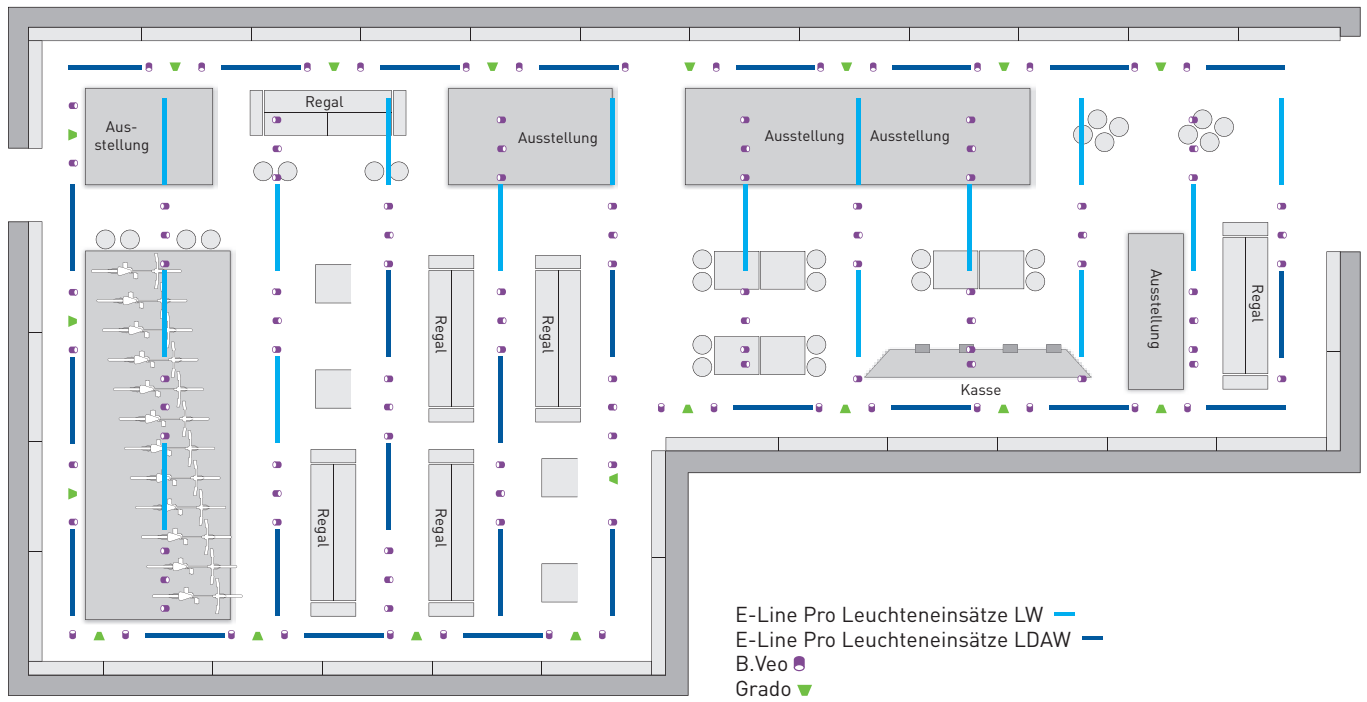 Regal
Aus-
stellung
Ausstellung
Ausstellung
Ausstellung
Regal
Regal
Ausstellung
Regal
Kasse
Regal
Regal
E-Line Pro Leuchteneinsätze LW
E-Line Pro Leuchteneinsätze LDAW
B.Veo
Grado